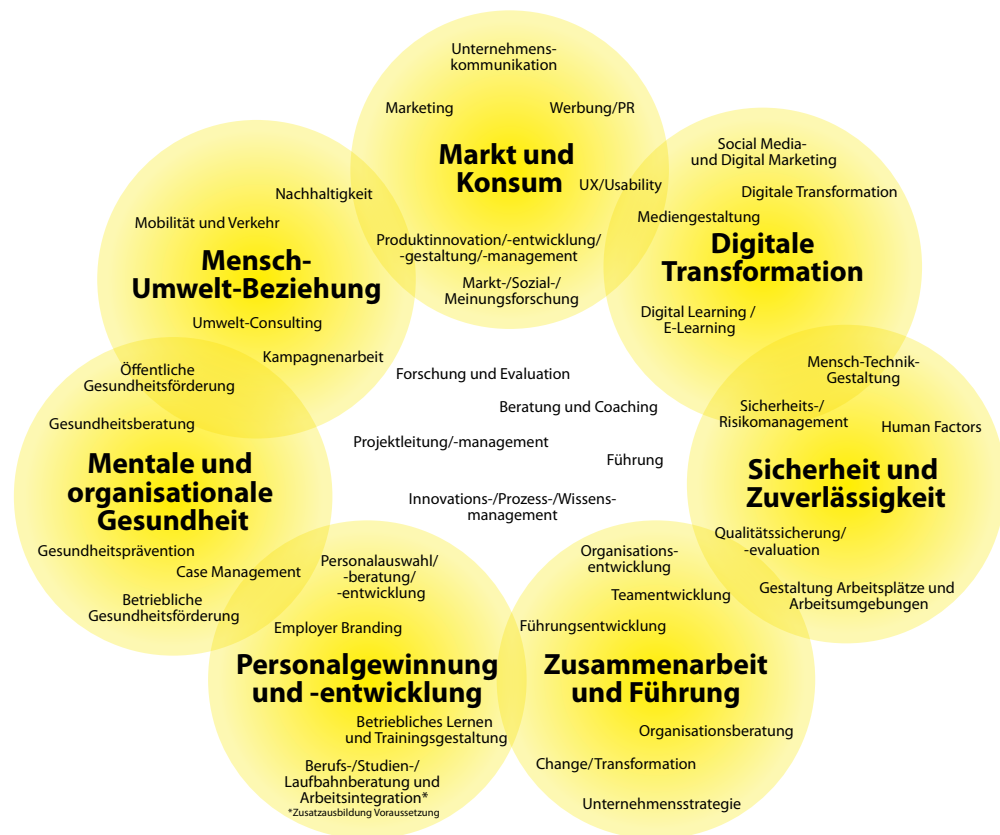 Unternehmens-
kommunikation
Marketing
Werbung/PR
Markt und
Konsum
UX/Usability
Produktinnovation/-entwicklung/
-gestaltung/-management
Markt-/Sozial-/
Meinungsforschung
Social Media-
und Digital Marketing
Digitale Transformation
Mediengestaltung
Digitale
Transformation
Digital Learning /
E-Learning
Nachhaltigkeit
Mobilität und Verkehr
Mensch-
Umwelt-Beziehung
Umwelt-Consulting
Kampagnenarbeit
Mensch-Technik-
Gestaltung
Sicherheits-/
Risikomanagement
Human Factors
Sicherheit und
Zuverlässigkeit
Qualitätssicherung/
-evaluation
Gestaltung Arbeitsplätze und
Arbeitsumgebungen
Öffentliche
Gesundheitsförderung
Gesundheitsberatung
Mentale und
organisationale
Gesundheit
Gesundheitsprävention
Case Management
Betriebliche
Gesundheitsförderung
Forschung und Evaluation
Beratung und Coaching
Projektleitung/-management
Führung
Innovations-/Prozess-/Wissens-
management
Personalauswahl/
-beratung/
-entwicklung
Employer Branding
Personalgewinnung
und -entwicklung
Betriebliches Lernen
und Trainingsgestaltung
Berufs-/Studien-/
Laufbahnberatung und
Arbeitsintegration*
*Zusatzausbildung Voraussetzung
Organisations-
entwicklung
Teamentwicklung
Führungsentwicklung
Zusammenarbeit
und Führung
Organisationsberatung
Change/Transformation
Unternehmensstrategie